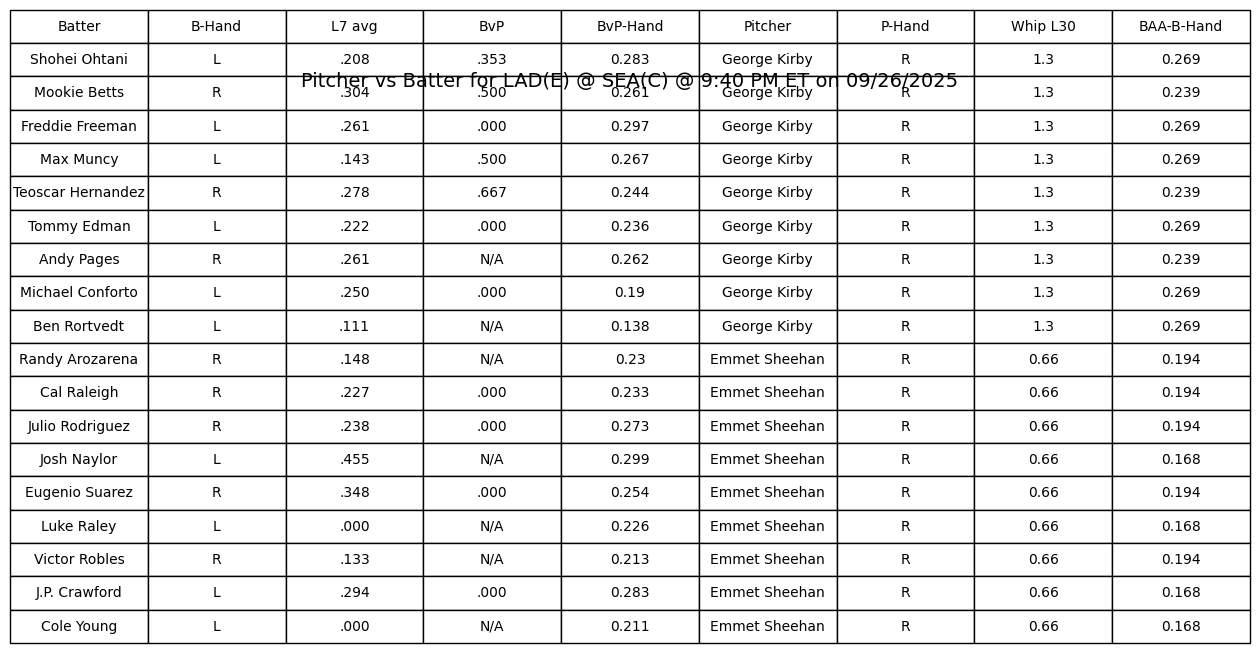 Batter B-Hand L7 avg BvP BvP-Hand Pitcher P-Hand Whip L30 BAA-B-Hand
Shohei Ohtani L .208 .353 0.283 George Kirby R 1.3 0.269
Pitcher vs Batter for LAD(E) @ SEA(C) @ 9:40 PM ET on 09/26/2025
Mookie Betts R .304 .500 0.261 George Kirby R 1.3 0.239
Freddie Freeman L .261 .000 0.297 George Kirby R 1.3 0.269
Max Muncy L .143 .500 0.267 George Kirby R 1.3 0.269
Teoscar Hernandez R .278 .667 0.244 George Kirby R 1.3 0.239
Tommy Edman L .222 .000 0.236 George Kirby R 1.3 0.269
Andy Pages R .261 N/A 0.262 George Kirby R 1.3 0.239
Michael Conforto L .250 .000 0.19 George Kirby R 1.3 0.269
Ben Rortvedt L .111 N/A 0.138 George Kirby R 1.3 0.269
Randy Arozarena R .148 N/A 0.23 Emmet Sheehan R 0.66 0.194
Cal Raleigh R .227 .000 0.233 Emmet Sheehan R 0.66 0.194
Julio Rodriguez R .238 .000 0.273 Emmet Sheehan R 0.66 0.194
Josh Naylor L .455 N/A 0.299 Emmet Sheehan R 0.66 0.168
Eugenio Suarez R .348 .000 0.254 Emmet Sheehan R 0.66 0.194
Luke Raley L .000 N/A 0.226 Emmet Sheehan R 0.66 0.168
Victor Robles R .133 N/A 0.213 Emmet Sheehan R 0.66 0.194
J.P. Crawford L .294 .000 0.283 Emmet Sheehan R 0.66 0.168
Cole Young L .000 N/A 0.211 Emmet Sheehan R 0.66 0.168